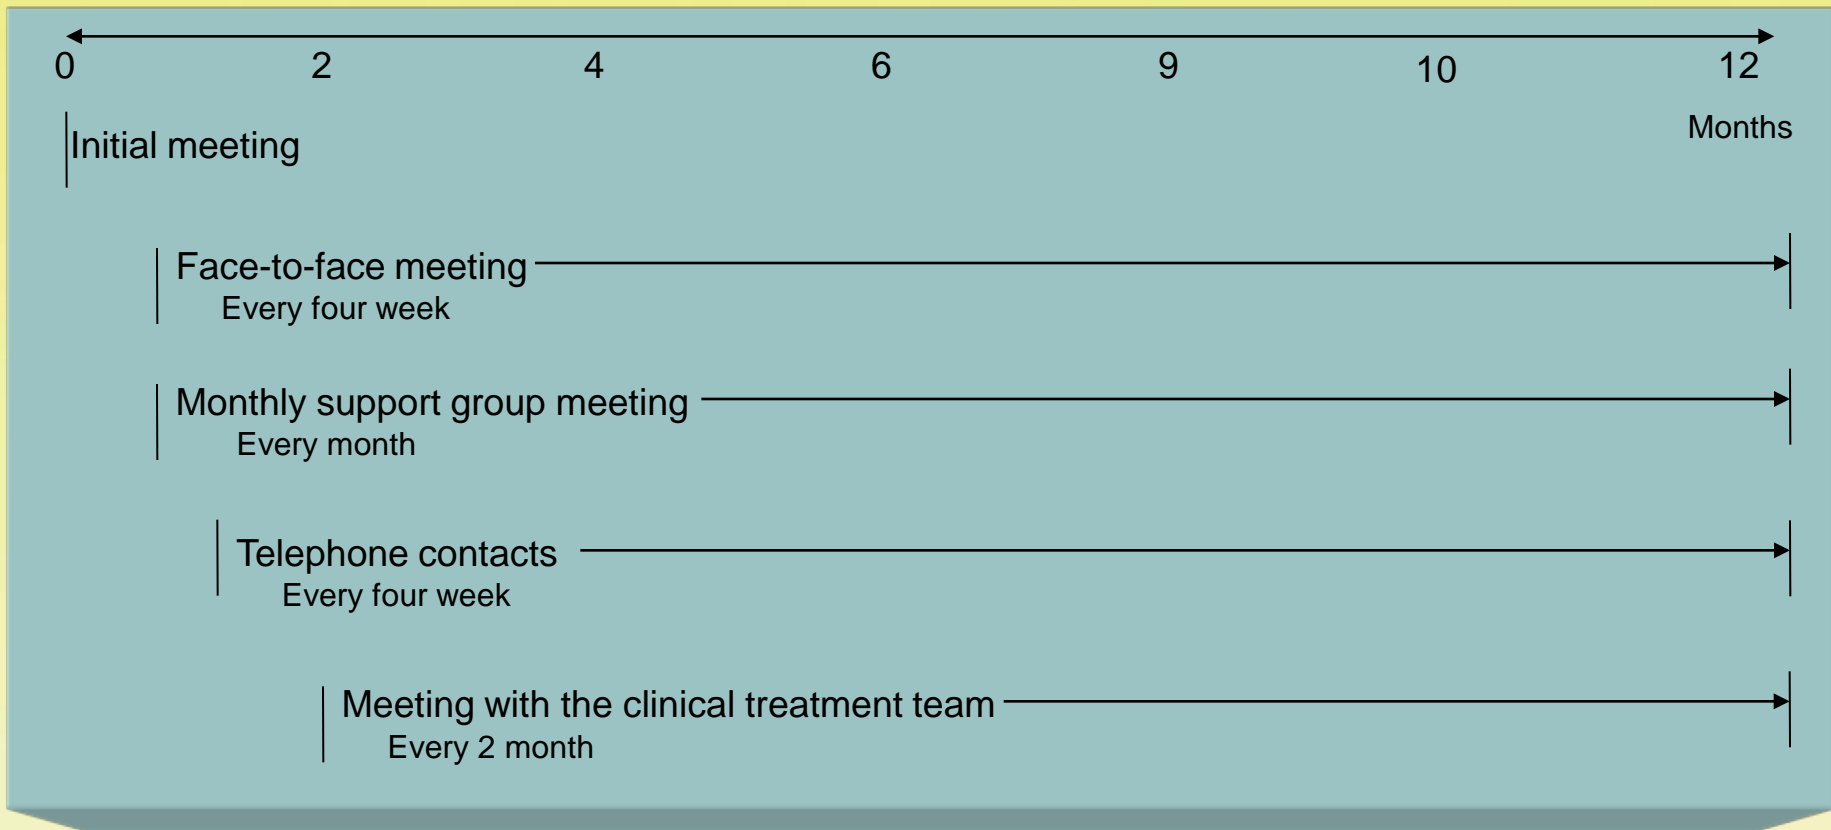 0 2 4 6 9 10 12
Months
Initial meeting
Face-to-face meeting
Every four week
Monthly support group meeting
Every month
Telephone contacts
Every four week
Meeting with the clinical treatment team
Every 2 month